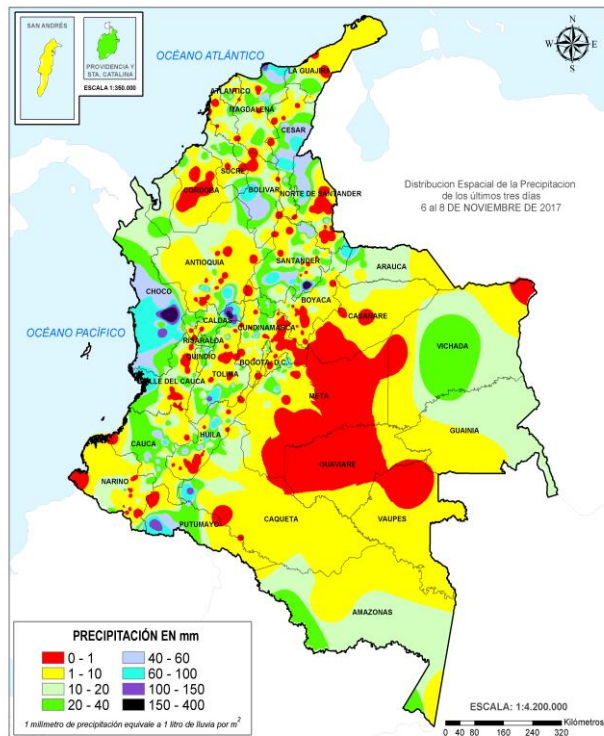 SAN ANDRÉS
PROVIDENCIA Y
STA. CATALINA
ESCALA 1:350.000
OCÉANO ATLÁNTICO
N
W E
S
LA GUAJIRA
ATLANTICO
MAGDALENA
CESAR
SUCRE
CORDOBA
BOLIVAR
NORTE DE SANTANDER
Distribucion Espacial de la Precipitacion
de los últimos tres días
6 al 8 DE NOVIEMBRE DE 2017
ANTIOQUIA
SANTANDER
ARAUCA
CHOCO
BOYACA
CASANARE
OCÉANO PACÍFICO
CALDAS
CUNDINAMARCA
RISARALDA
VICHADA
QUINDIO
BOGOTA D.C.
TOLIMA
VALLE DEL CAUCA
META
CAUCA
HUILA
GUAINIA
GUAVIARE
NARINO
PUTUMAYO
CAQUETA
VAUPES
AMAZONAS
PRECIPITACIÓN EN mm
0 - 1 40 - 60
1 - 10 60 - 100
10 - 20 100 - 150
20 - 40 150 - 400
1 milímetro de precipitación equivale a 1 litro de lluvia por m²
ESCALA: 1:4.200.000
Kilómetros
0 40 80 160 240 320